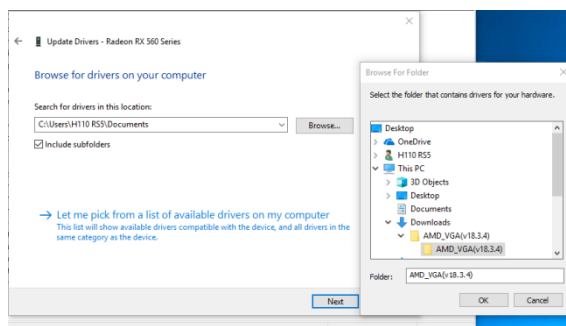 Update Drivers - Radeon RX 560 Series
Browse for drivers on your computer
Search for drivers in this location:
C:\Users\H110 RS5\Documents
Browse...
Include subfolders
Let me pick from a list of available drivers on my computer
This list will show available drivers compatible with the device, and all drivers in the
same category as the device.
Next
Browse For Folder
Select the folder that contains drivers for your hardware.
Desktop
OneDrive
H110 RS5
This PC
3D Objects
Desktop
Documents
Downloads
AMD_VGA(v18.3.4)
AMD_VGA(v18.3.4)
Folder:
AMD_VGA(v18.3.4)
OK
Cancel